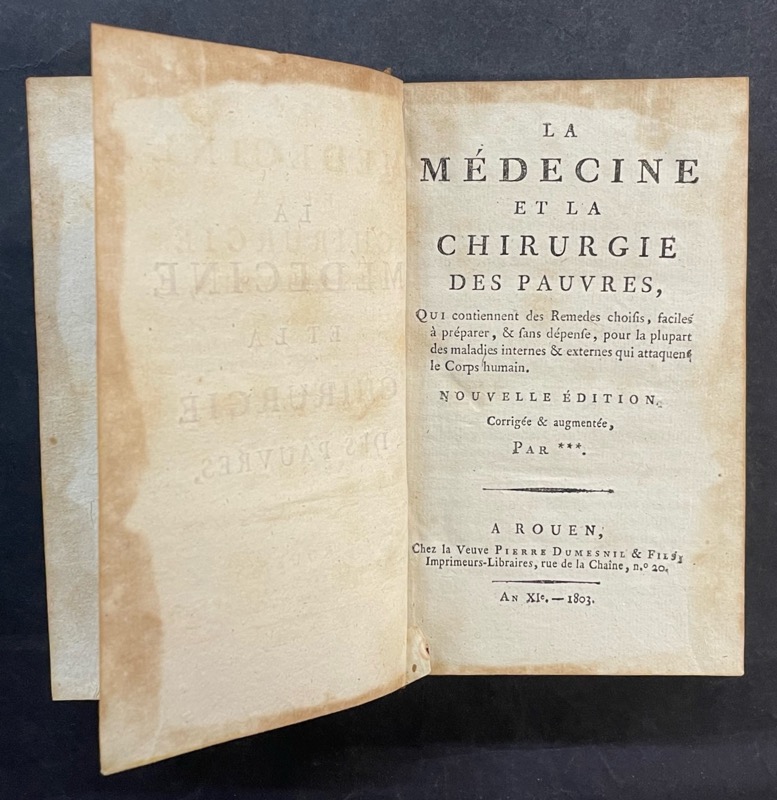 LA
MÉDECINE
ET LA
CHIRURGIE
DES PAUVRES,
QUI contiennent des Remedes choiſis, faciles
à préparer, & ſans dépenſe, pour la plupart
des maladies internes & externes qui attaquent
le Corps humain.
NOUVELLE ÉDITION,
Corrigée & augmentée,
PAR ***.
A ROUEN,
Chez la Veuve PIERRE DUMESNIL & FILS,
Imprimeurs-Libraires, rue de la Chaîne, n.º 20.
AN XIe. — 1803.